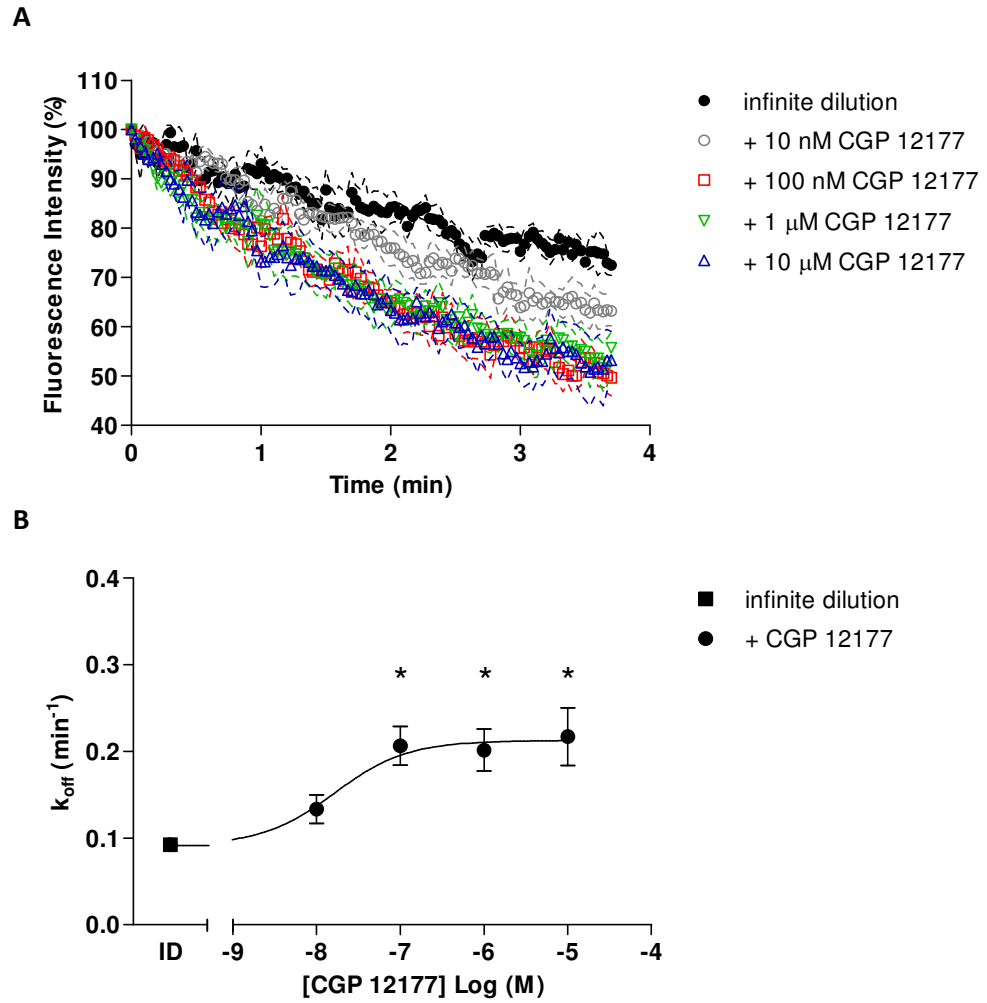 A
Fluorescence Intensity (%)
110
100
90
80
70
60
50
40
0 1 2 3 4
Time (min)
infinite dilution
+ 10 nM CGP 12177
+ 100 nM CGP 12177
+ 1 μM CGP 12177
+ 10 μM CGP 12177
B
koff (min-1)
0.4
0.3
0.2
0.1
0.0
* * *
ID -9 -8 -7 -6 -5 -4
[CGP 12177] Log (M)
infinite dilution
+ CGP 12177